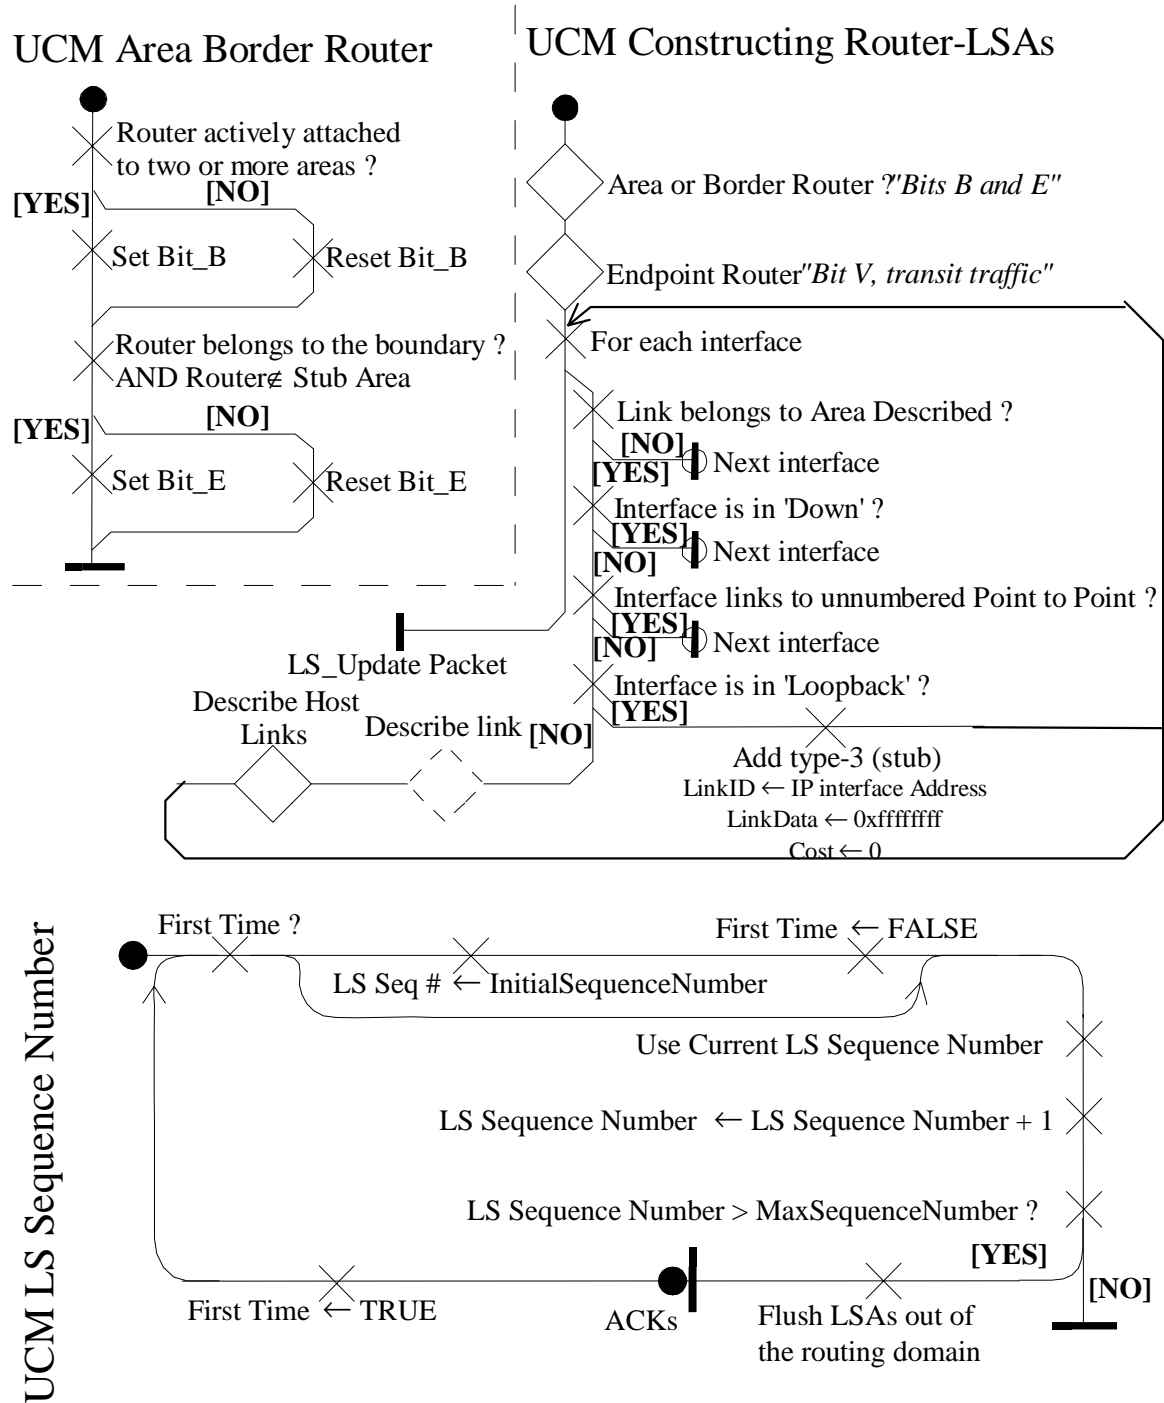 UCM Area Border Router
Router actively attached
to two or more areas ?
[YES]
[NO]
Set Bit_B
Reset Bit_B
Router belongs to the boundary ?
AND Router∉ Stub Area
[YES]
[NO]
Set Bit_E
Reset Bit_E
UCM Constructing Router-LSAs
Area or Border Router ?"Bits B and E"
Endpoint Router"Bit V, transit traffic"
For each interface
Link belongs to Area Described ?
[NO]
[YES]
Next interface
Interface is in 'Down' ?
[YES]
[NO]
Next interface
Interface links to unnumbered Point to Point ?
[YES]
[NO]
Next interface
LS_Update Packet
Interface is in 'Loopback' ?
[YES]
[NO]
Describe Host
Links
Describe link
Add type-3 (stub)
LinkID ← IP interface Address
LinkData ← 0xffffffff
Cost ← 0
UCM LS Sequence Number
First Time ?
First Time ← FALSE
LS Seq # ← InitialSequenceNumber
Use Current LS Sequence Number
LS Sequence Number ← LS Sequence Number + 1
LS Sequence Number > MaxSequenceNumber ?
[YES]
[NO]
First Time ← TRUE
ACKs
Flush LSAs out of
the routing domain